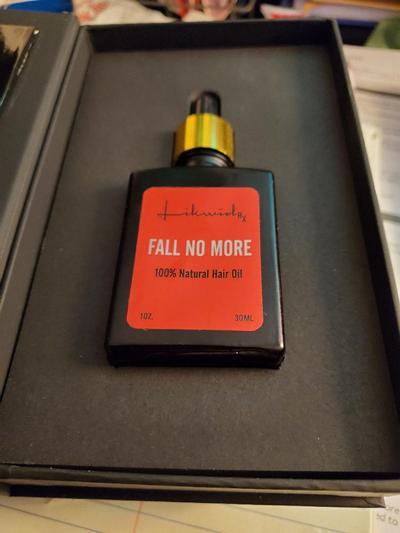 Likwid Rx
FALL NO MORE
100% Natural Hair Oil
1OZ. 30ML